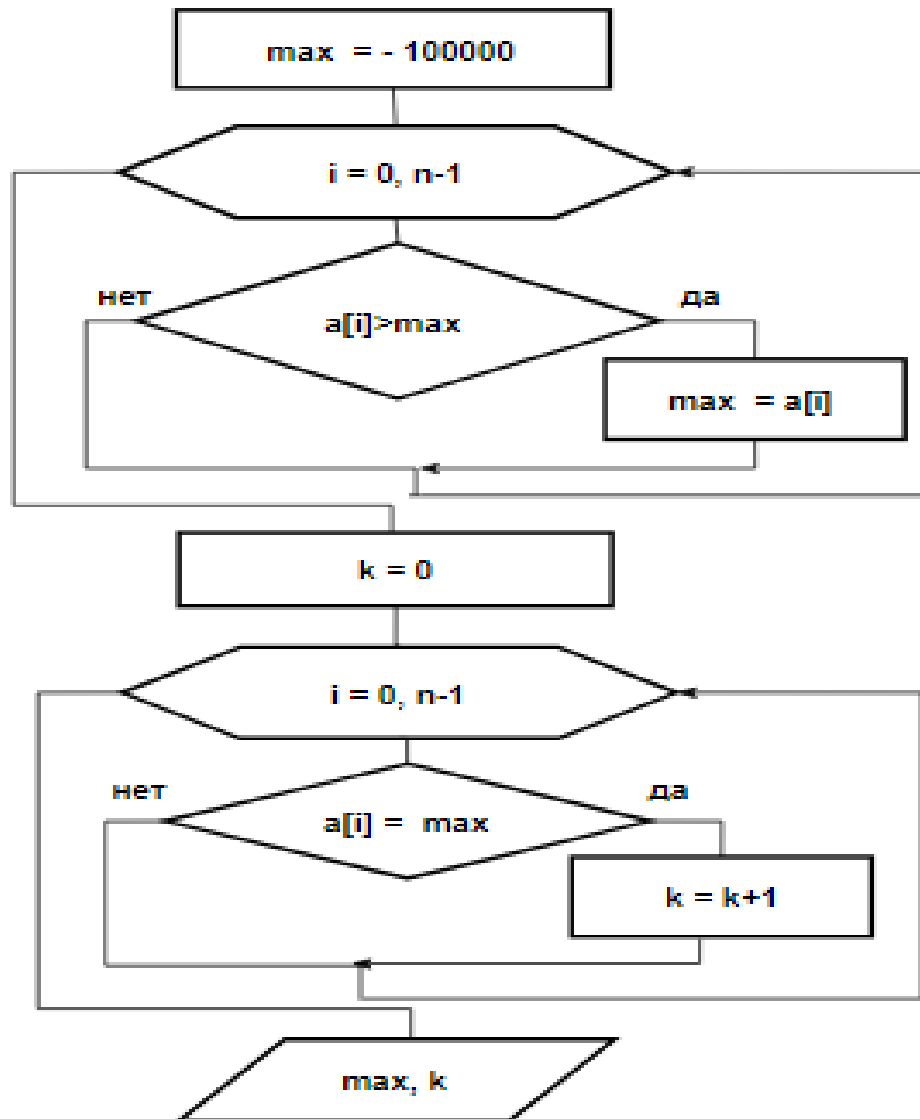 max = - 100000
i = 0, n-1
нет
да
a[i]>max
max = a[i]
k = 0
i = 0, n-1
нет
да
a[i] = max
k = k+1
max, k